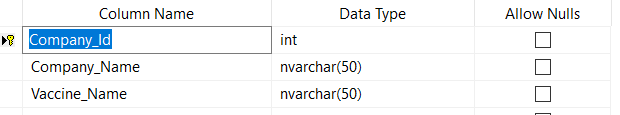 Column Name Data Type Allow Nulls
Company_Id int
Company_Name nvarchar(50)
Vaccine_Name nvarchar(50)